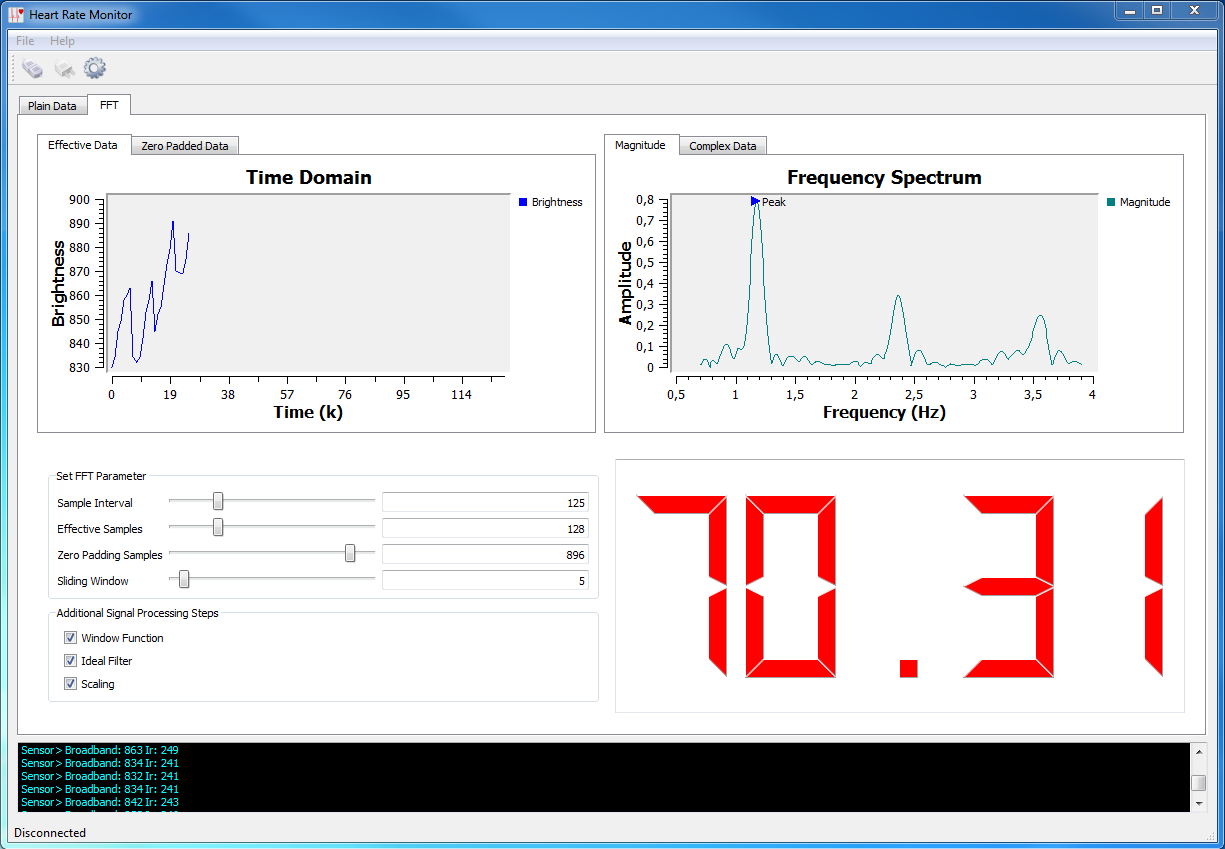 Heart Rate Monitor
File Help
Plain Data FFT
Effective Data Zero Padded Data
Time Domain
Brightness
900
890
880
870
860
850
840
830
Brightness
0 19 38 57 76 95 114
Time (k)
Magnitude Complex Data
Frequency Spectrum
Peak
Magnitude
0,8
0,7
0,6
0,5
0,4
0,3
0,2
0,1
0
Amplitude
0,5 1 1,5 2 2,5 3 3,5 4
Frequency (Hz)
Set FFT Parameter
Sample Interval 125
Effective Samples 128
Zero Padding Samples 896
Sliding Window 5
Additional Signal Processing Steps
Window Function
Ideal Filter
Scaling
70.31
Sensor> Broadband: 863 Ir: 249
Sensor> Broadband: 834 Ir: 241
Sensor> Broadband: 832 Ir: 241
Sensor> Broadband: 834 Ir: 241
Sensor> Broadband: 842 Ir: 243
Disconnected